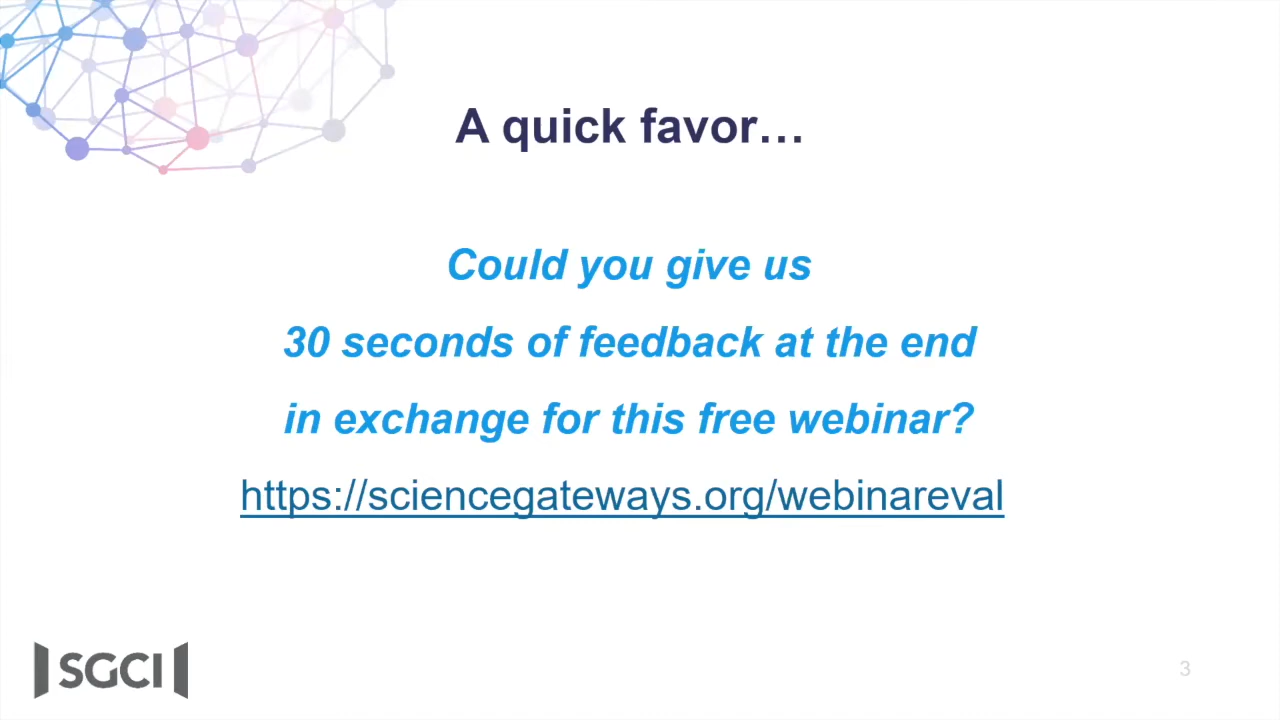 A quick favor…
Could you give us
30 seconds of feedback at the end
in exchange for this free webinar?
https://sciencegateways.org/webinareval
SGCI
3